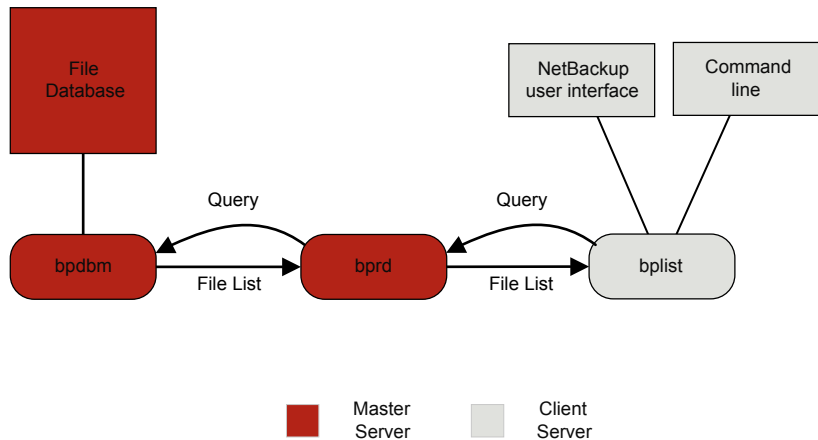 File
Database
NetBackup
user interface
Command
line
Query
Query
bpdbm
bprd
bplist
File List
File List
Master
Server
Client
Server